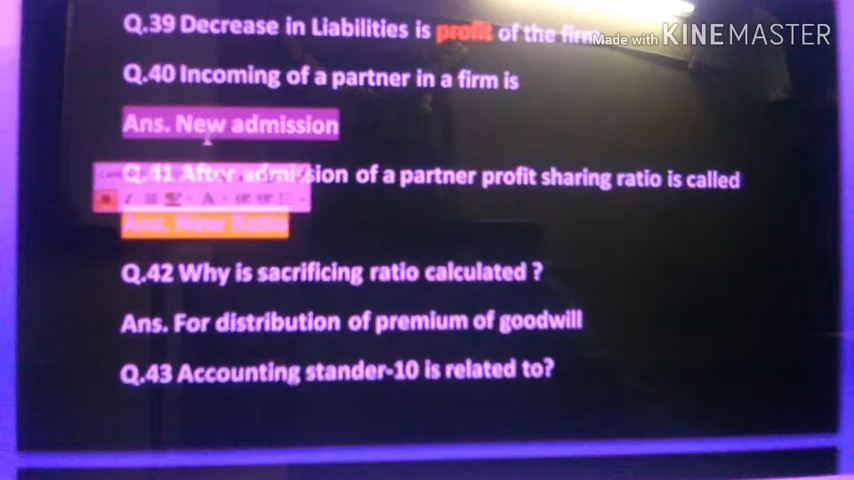 Q.39 Decrease in Liabilities is profit of the firm
Made with KINEMASTER
Q.40 Incoming of a partner in a firm is
Ans. New admission
Q.41 After admission of a partner profit sharing ratio is called
Ans. New Ratio
Q.42 Why is sacrificing ratio calculated ?
Ans. For distribution of premium of goodwill
Q.43 Accounting stander-10 is related to?